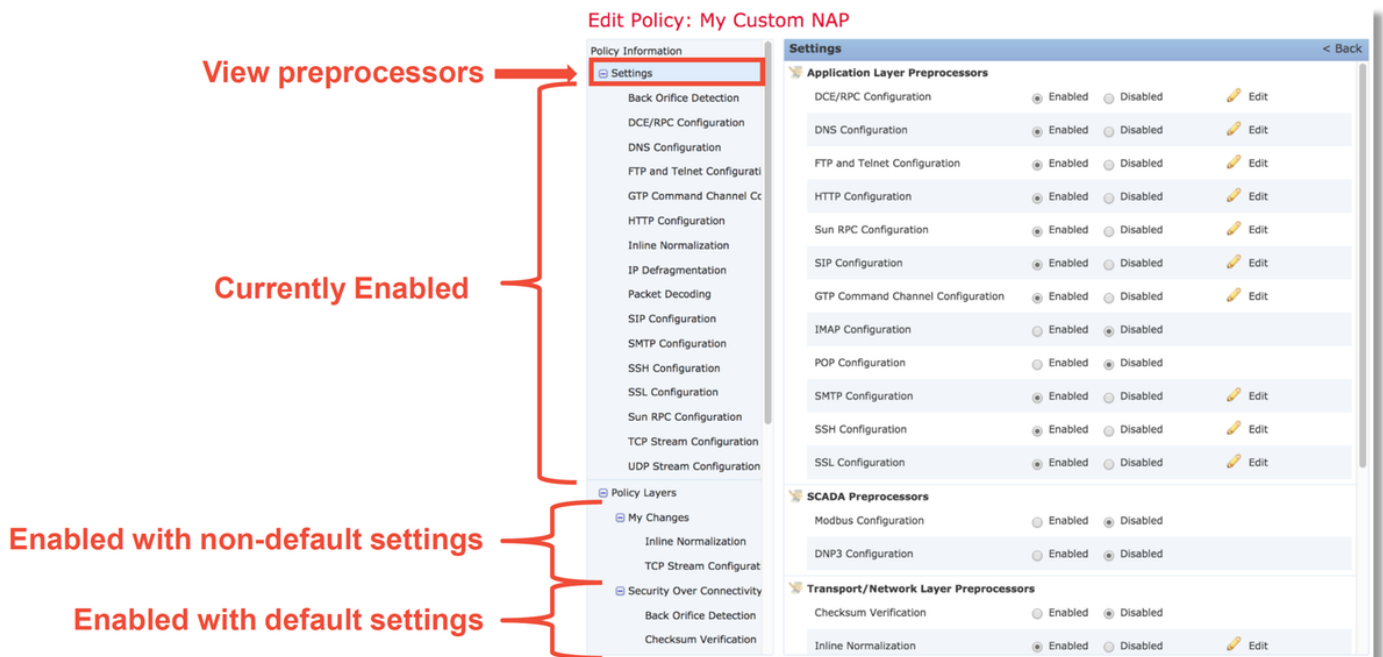 Edit Policy: My Custom NAP
View preprocessors
Currently Enabled
Enabled with non-default settings
Enabled with default settings
Policy Information
Settings
Back Orifice Detection
DCE/RPC Configuration
DNS Configuration
FTP and Telnet Configurati
GTP Command Channel Cc
HTTP Configuration
Inline Normalization
IP Defragmentation
Packet Decoding
SIP Configuration
SMTP Configuration
SSH Configuration
SSL Configuration
Sun RPC Configuration
TCP Stream Configuration
UDP Stream Configuration
Policy Layers
My Changes
Inline Normalization
TCP Stream Configurat
Security Over Connectivity
Back Orifice Detection
Checksum Verification
Settings < Back
Application Layer Preprocessors
DCE/RPC Configuration Enabled Disabled Edit
DNS Configuration Enabled Disabled Edit
FTP and Telnet Configuration Enabled Disabled Edit
HTTP Configuration Enabled Disabled Edit
Sun RPC Configuration Enabled Disabled Edit
SIP Configuration Enabled Disabled Edit
GTP Command Channel Configuration Enabled Disabled Edit
IMAP Configuration Enabled Disabled
POP Configuration Enabled Disabled
SMTP Configuration Enabled Disabled Edit
SSH Configuration Enabled Disabled Edit
SSL Configuration Enabled Disabled Edit
SCADA Preprocessors
Modbus Configuration Enabled Disabled
DNP3 Configuration Enabled Disabled
Transport/Network Layer Preprocessors
Checksum Verification Enabled Disabled
Inline Normalization Enabled Disabled Edit